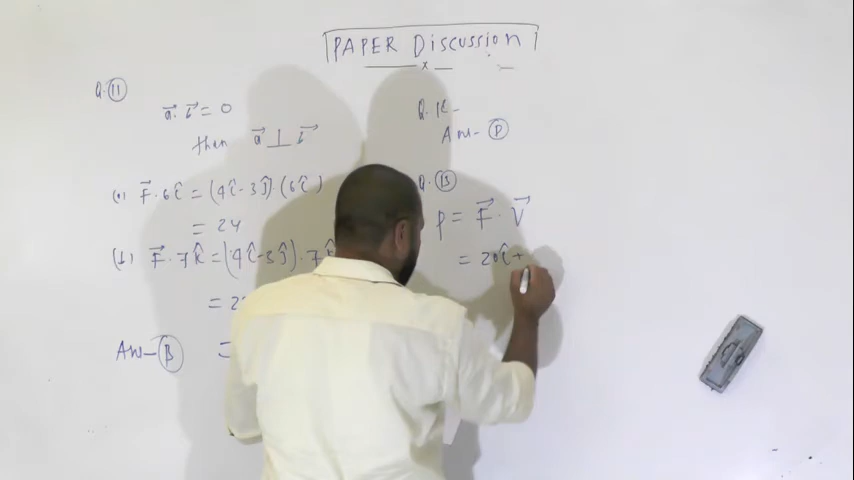 PAPER Discussion
x
Q. (11)
a⃗. b⃗ = 0
then a⃗ ⊥ b⃗
(a) F⃗ · 6î = (4î-3ĵ)·(6î)
= 24
(b) F⃗ · 7k̂ = (4î-3ĵ).7k̂
= 2
Ans- (B) =
Q. 12-
Ans- (D)
Q. (13)
P = F⃗ · V⃗
= 20î +